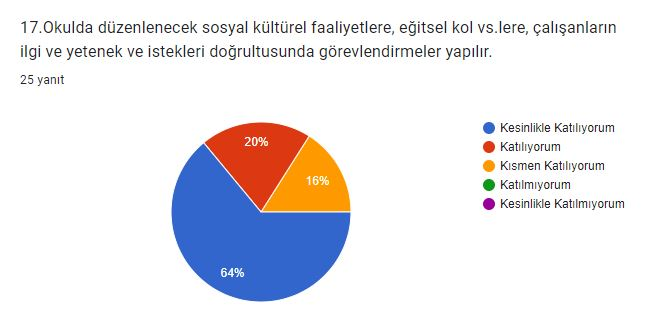 17.Okulda düzenlenecek sosyal kültürel faaliyetlere, eğitsel kol vs.lere, çalışanların
ilgi ve yetenek ve istekleri doğrultusunda görevlendirmeler yapılır.
25 yanıt
Kesinlikle Katılıyorum
Katılıyorum
Kısmen Katılıyorum
Katılmıyorum
Kesinlikle Katılmıyorum
20%
16%
64%